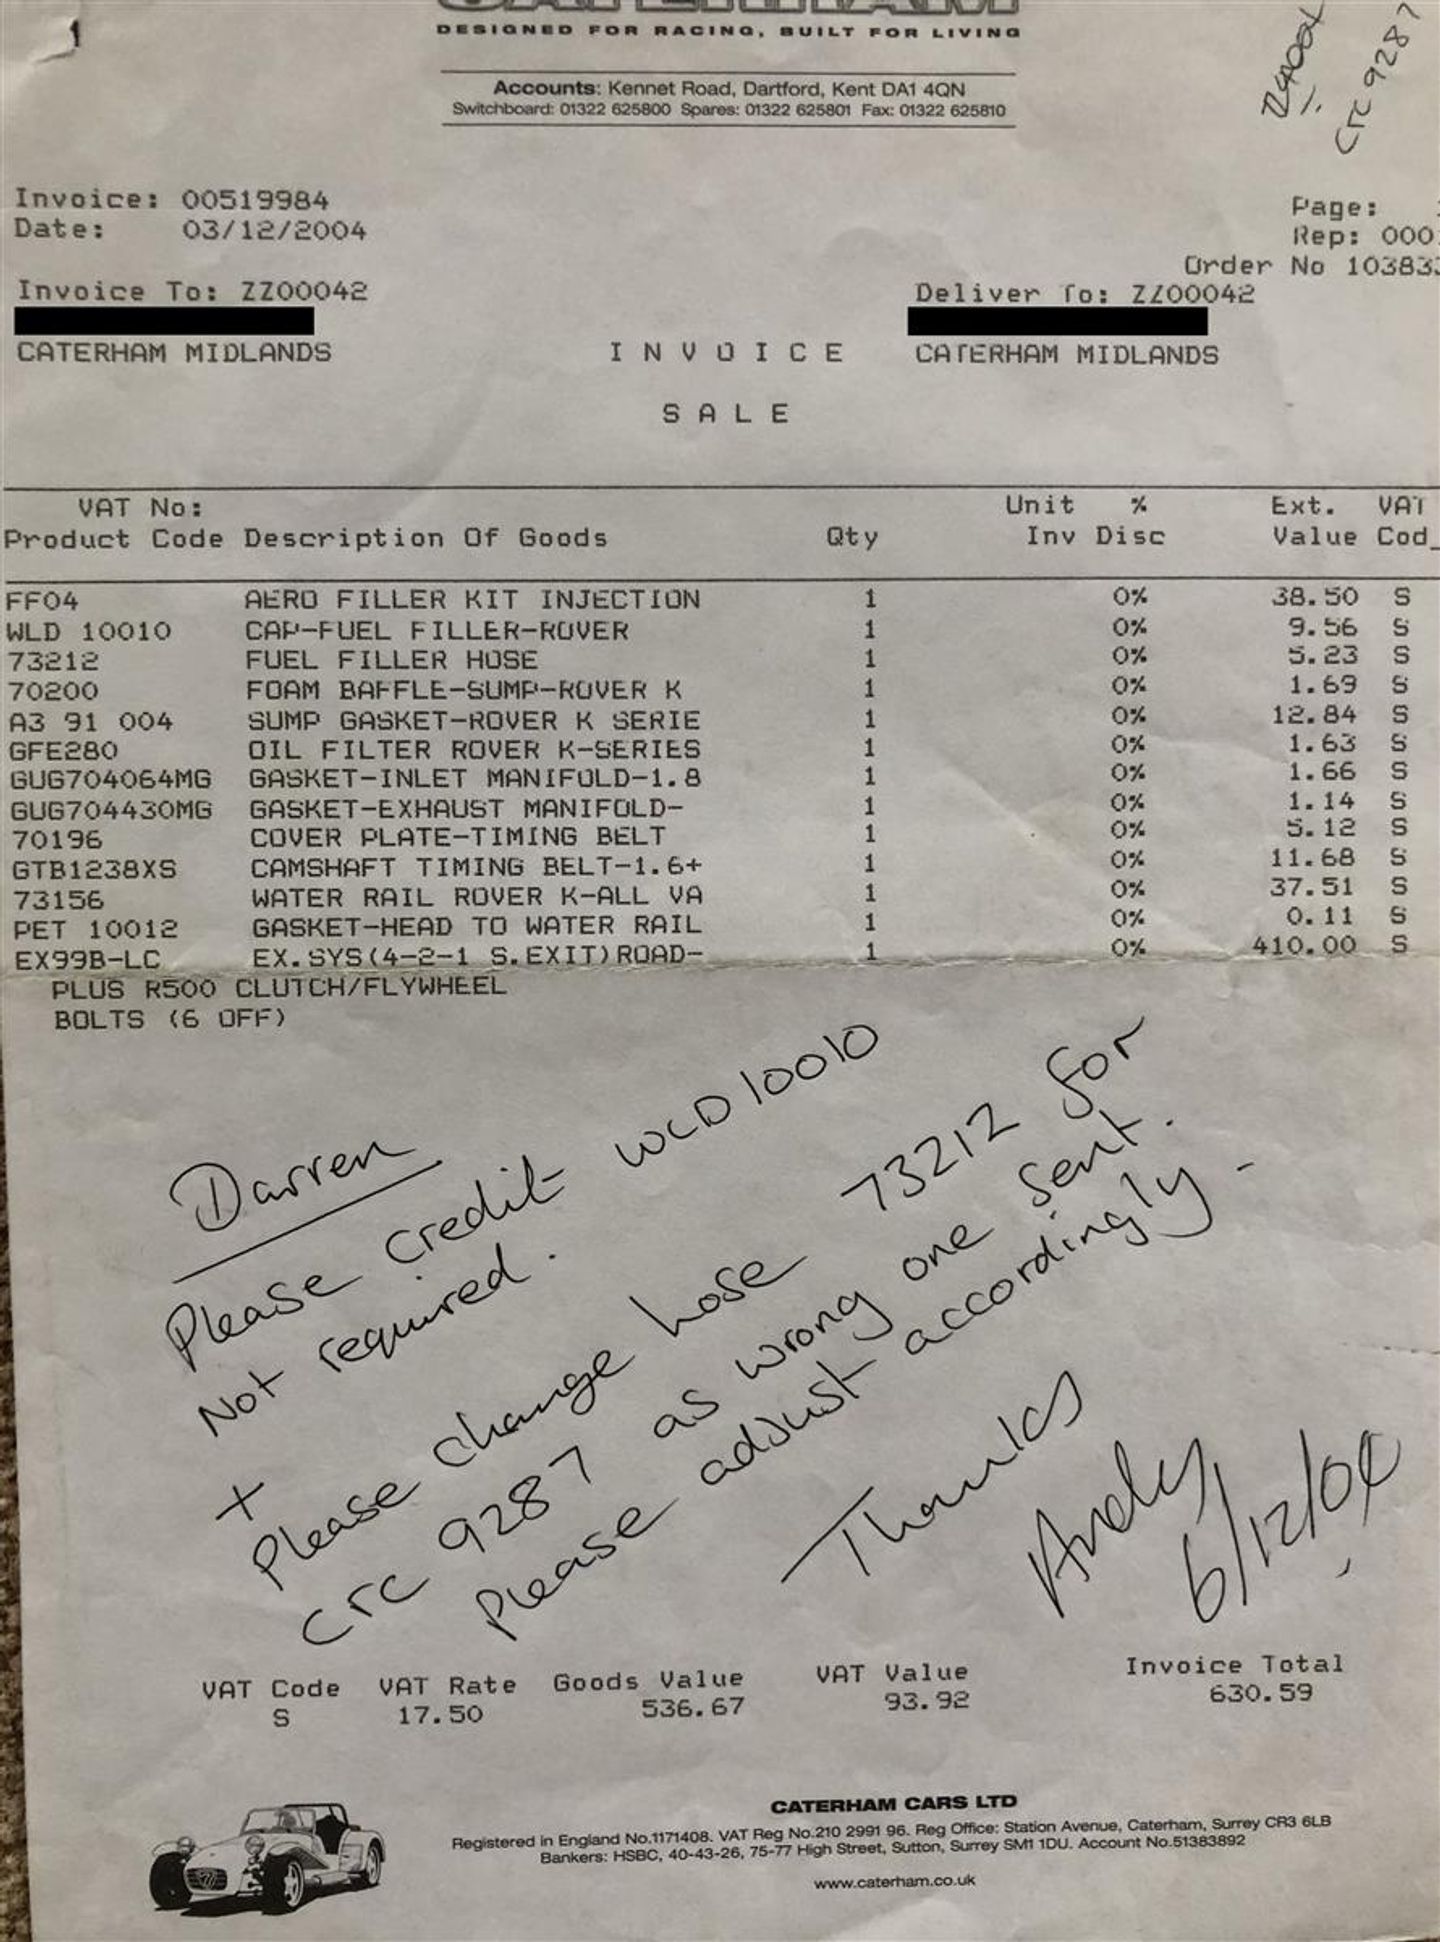 CATERHAM
DESIGNED FOR RACING, BUILT FOR LIVING
Accounts: Kennet Road, Dartford, Kent DA1 4QN
Switchboard: 01322 625800 Spares: 01322 625801 Fax: 01322 625810
1
CTC 9287
Invoice: 00519984
Date: 03/12/2004
Page:
Rep: 000
Order No 103833
Invoice To: ZZ00042
Deliver To: ZZ00042
CATERHAM MIDLANDS
INVOICE
CATERHAM MIDLANDS
SALE
VAT No: Unit % Ext. VAT
Product Code Description Of Goods Qty Inv Disc Value Cod
FF04 AERO FILLER KIT INJECTION 1 0% 38.50 S
WLD 10010 CAP-FUEL FILLER-ROVER 1 0% 9.56 S
73212 FUEL FILLER HOSE 1 0% 5.23 S
70200 FOAM BAFFLE-SUMP-ROVER K 1 0% 1.69 S
A3 91 004 SUMP GASKET-ROVER K SERIE 1 0% 12.84 S
GFE280 OIL FILTER ROVER K-SERIES 1 0% 1.63 S
GUG704064MG GASKET-INLET MANIFOLD-1.8 1 0% 1.66 S
GUG704430MG GASKET-EXHAUST MANIFOLD- 1 0% 1.14 S
70196 COVER PLATE-TIMING BELT 1 0% 5.12 S
GTB1238XS CAMSHAFT TIMING BELT-1.6+ 1 0% 11.68 S
73156 WATER RAIL ROVER K-ALL VA 1 0% 37.51 S
PET 10012 GASKET-HEAD TO WATER RAIL 1 0% 0.11 S
EX99B-LC EX.SYS(4-2-1 S.EXIT)ROAD- 1 0% 410.00 S
PLUS R500 CLUTCH/FLYWHEEL
BOLTS (6 OFF)
Darren
Please credit WLD10010
Not required.
+
Please change hose 73212 for
CTC 9287 as wrong one sent.
Please adjust accordingly -
Thanks
Andy
6/12/04
VAT Code VAT Rate Goods Value VAT Value Invoice Total
S 17.50 536.67 93.92 630.59
CATERHAM CARS LTD
Registered in England No.1171408. VAT Reg No.210 2991 96. Reg Office: Station Avenue, Caterham, Surrey CR3 6LB
Bankers: HSBC, 40-43-26, 75-77 High Street, Sutton, Surrey SM1 1DU. Account No.51383892
www.caterham.co.uk